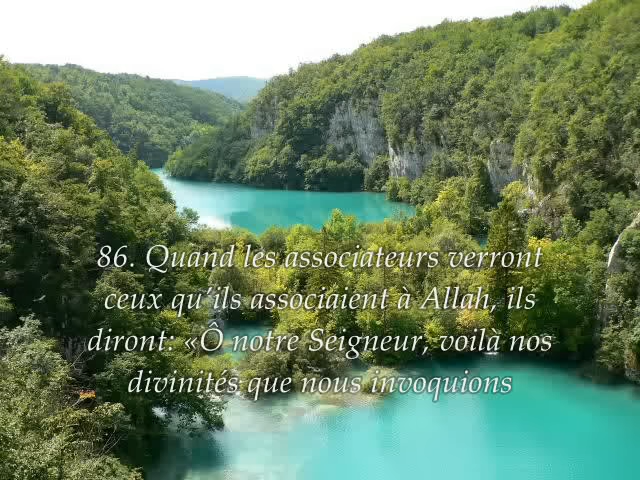 86. Quand les associateurs verront
ceux qu’ils associaient à Allah, ils
diront: «Ô notre Seigneur, voilà nos
divinités que nous invoquions